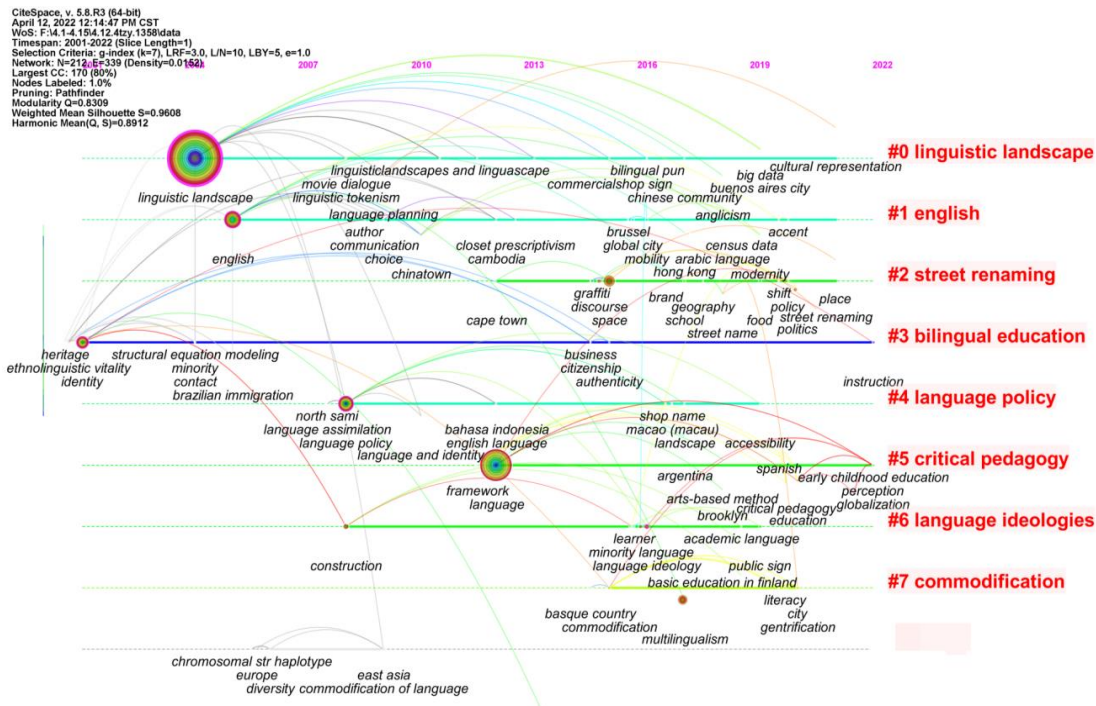 CiteSpace, v. 5.8.R3 (64-bit)
April 12, 2022 12:14:47 PM CST
WoS: F:\4.1-4.15\4.12.4tzy.1358\data
Timespan: 2001-2022 (Slice Length=1)
Selection Criteria: g-index (k=7), LRF=3.0, L/N=10, LBY=5, e=1.0
Network: N=212, E=339 (Density=0.0152)
Largest CC: 170 (80%)
Nodes Labeled: 1.0%
Pruning: Pathfinder
Modularity Q=0.8309
Weighted Mean Silhouette S=0.9608
Harmonic Mean(Q, S)=0.8912
2007 2010 2013 2016 2019 2022
#0 linguistic landscape
cultural representation
linguisticlandscapes and linguascape
bilingual pun
big data
movie dialogue
commercialshop sign
buenos aires city
linguistic landscape
linguistic tokenism
chinese community
#1 english
language planning
anglicism
author
brussel
accent
communication
closet prescriptivism
global city
census data
english
choice
cambodia
mobility
arabic language
#2 street renaming
chinatown
hong kong
modernity
graffiti
brand
shift
place
discourse
geography
policy
cape town
space
school
food
street renaming
street name
politics
#3 bilingual education
heritage
structural equation modeling
business
ethnolinguistic vitality
minority
citizenship
identity
contact
authenticity
instruction
brazilian immigration
#4 language policy
north sami
shop name
language assimilation
bahasa indonesia
macao (macau)
language policy
english language
landscape
accessibility
language and identity
#5 critical pedagogy
spanish
argentina
early childhood education
framework
perception
language
arts-based method
globalization
critical pedagogy
brooklyn
education
#6 language ideologies
learner
academic language
minority language
construction
language ideology
public sign
basic education in finland
#7 commodification
literacy
basque country
city
commodification
gentrification
multilingualism
chromosomal str haplotype
europe
east asia
diversity
commodification of language